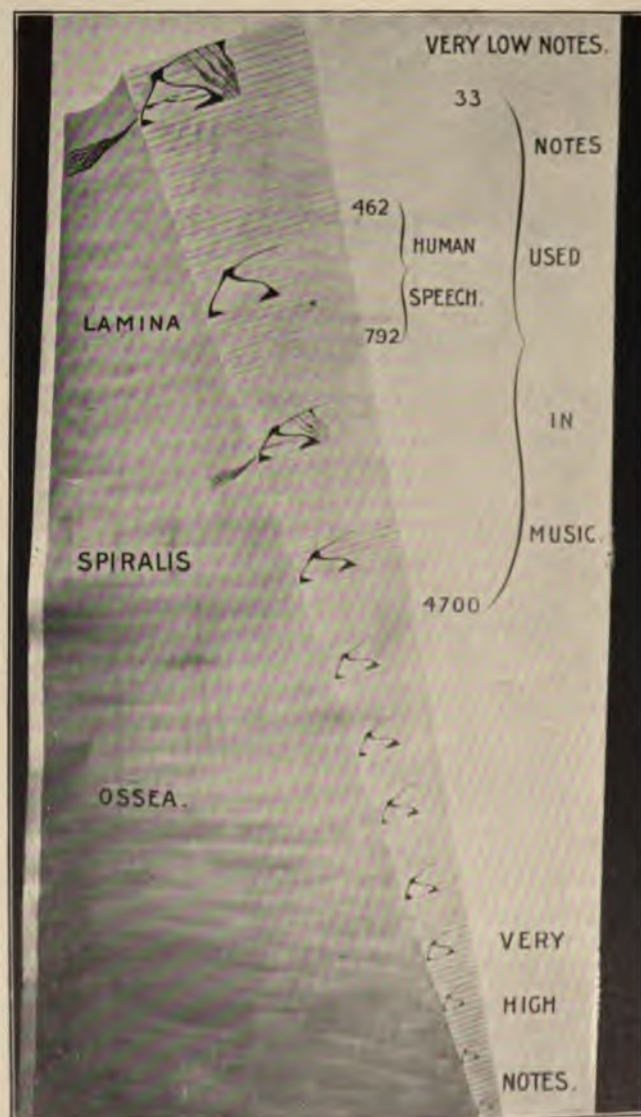 VERY LOW NOTES.
33
NOTES
462
HUMAN
USED
SPEECH.
LAMINA
792
IN
MUSIC.
SPIRALIS
4700
OSSEA.
VERY
HIGH
NOTES.